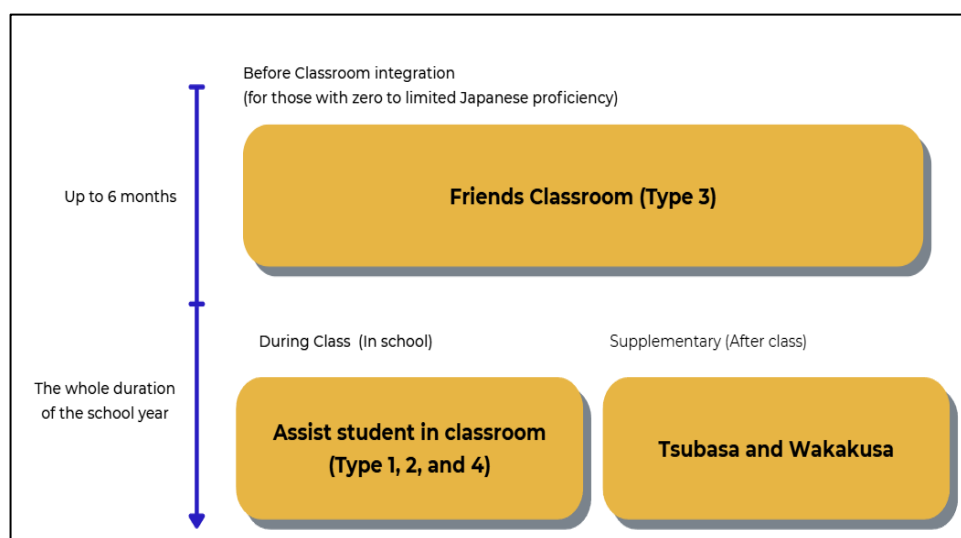 Before Classroom integration
(for those with zero to limited Japanese proficiency)
Up to 6 months
Friends Classroom (Type 3)
During Class (In school)
Supplementary (After class)
The whole duration
of the school year
Assist student in classroom
(Type 1, 2, and 4)
Tsubasa and Wakakusa